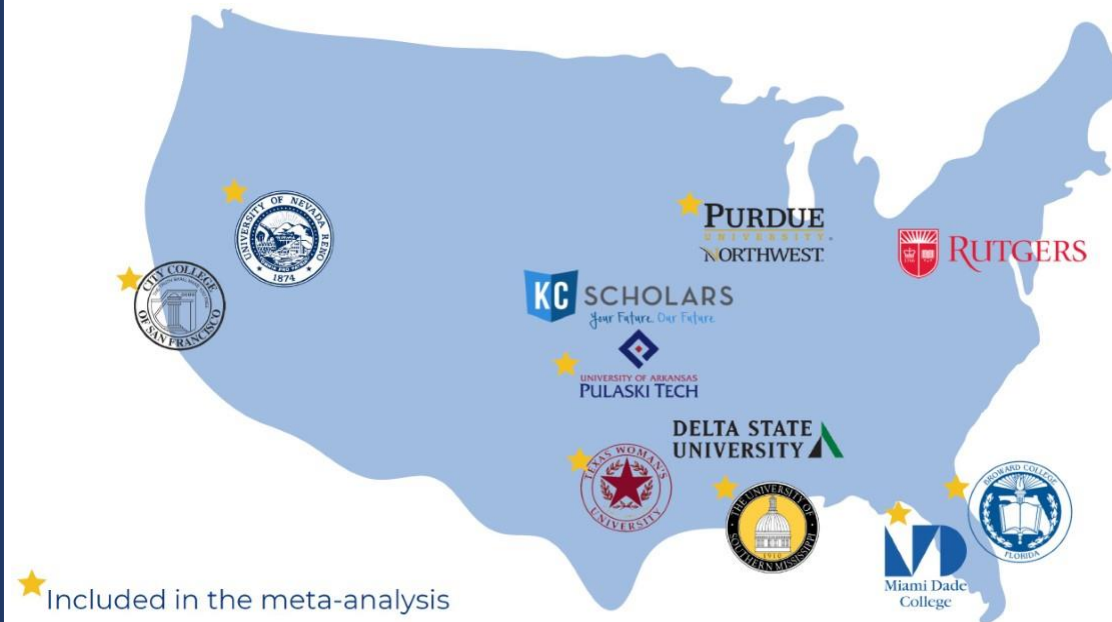 UNIVERSITY OF NEVADA RENO
1874
CITY COLLEGE
OF SAN FRANCISCO
PURDUE
UNIVERSITY®
NORTHWEST
RUTGERS
KC SCHOLARS
Your Future. Our Future
UNIVERSITY OF ARKANSAS
PULASKI TECH
DELTA STATE
UNIVERSITY
TEXAS WOMAN'S
UNIVERSITY
THE UNIVERSITY OF
SOUTHERN MISSISSIPPI
1910
BROWARD COLLEGE
FLORIDA
Miami Dade
College
Included in the meta-analysis